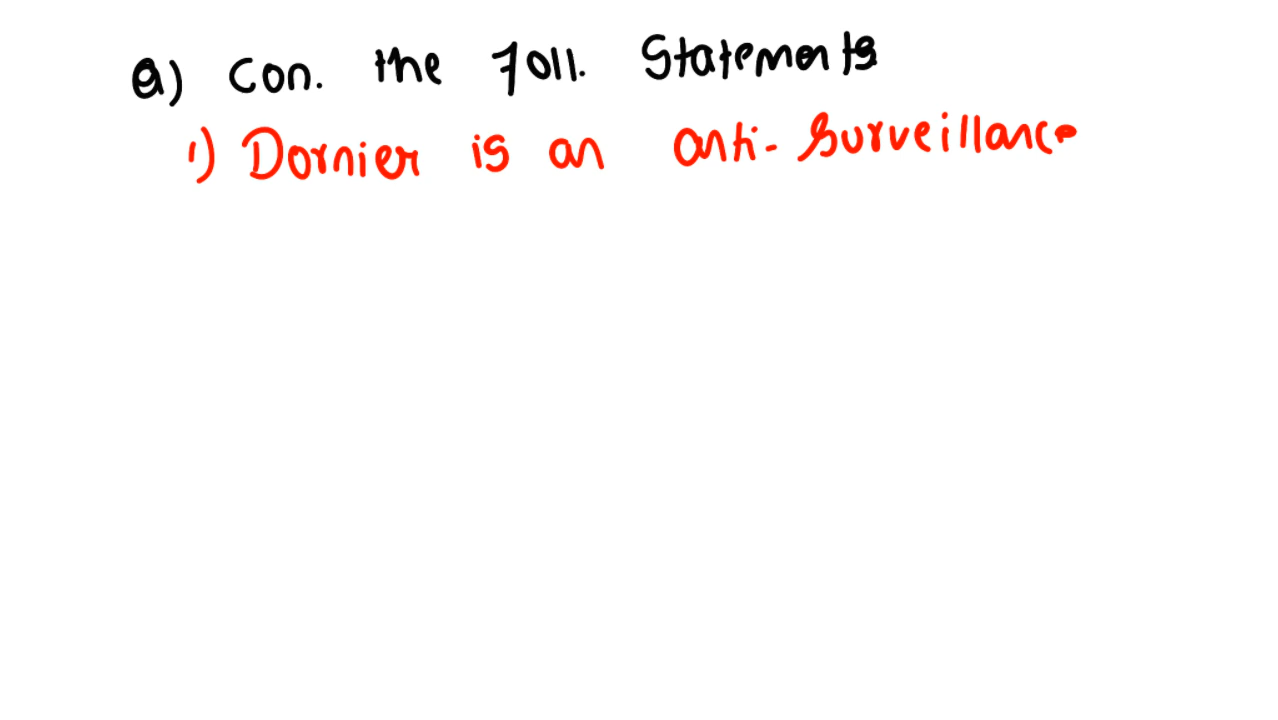 Q) Con. the foll. Statements
1) Dornier is an anti-Surveillance